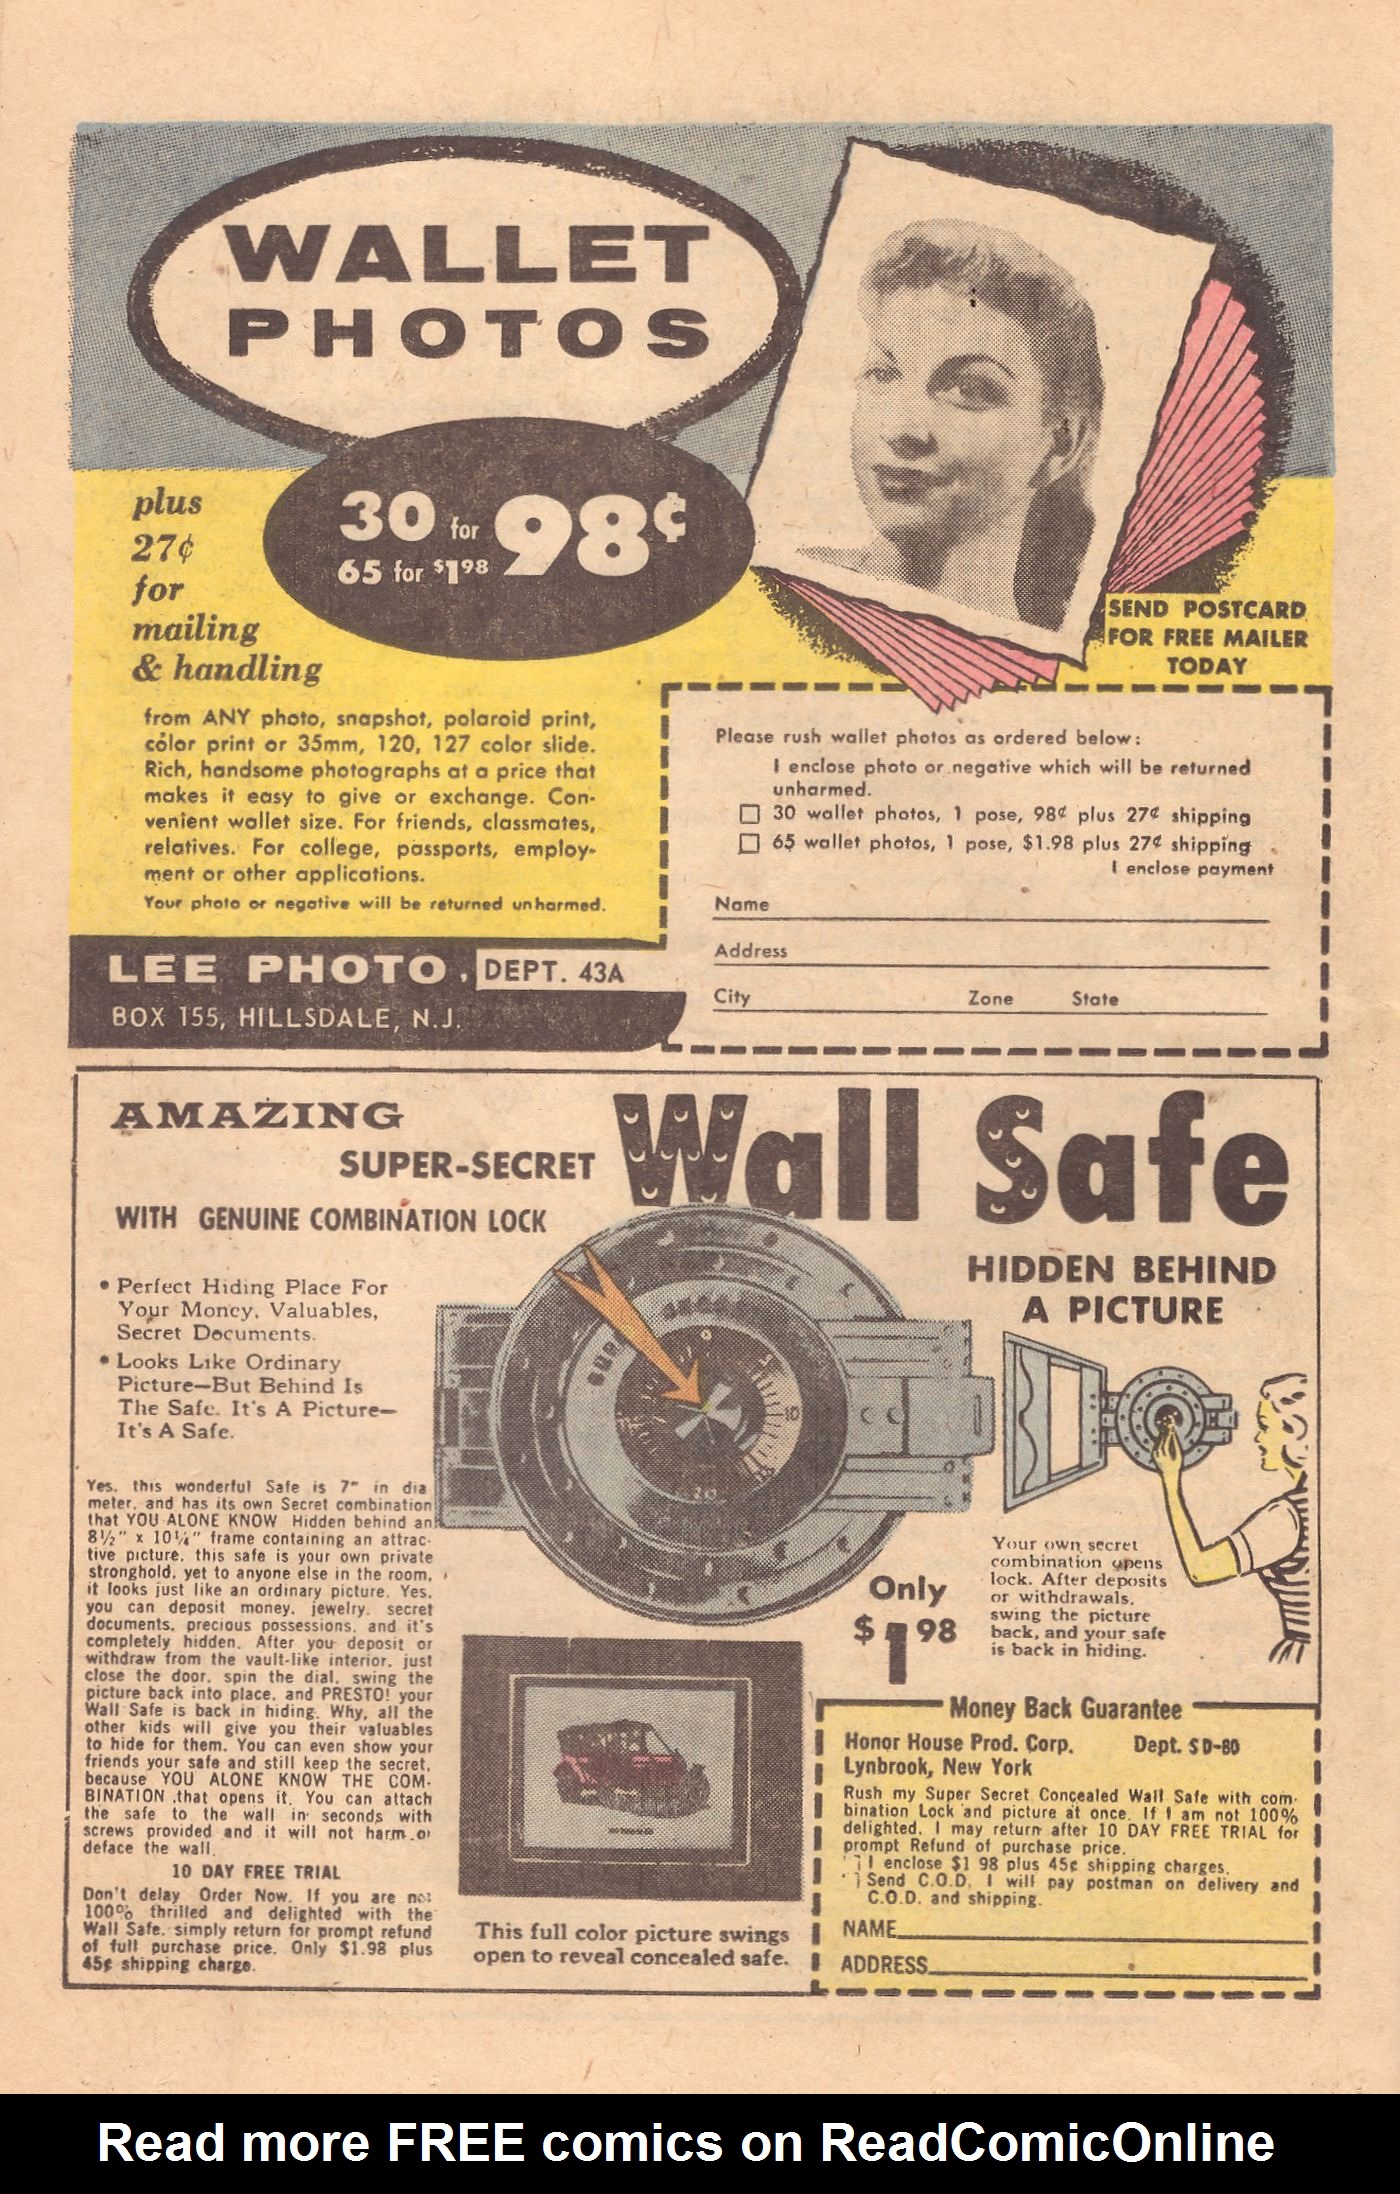 WALLET
PHOTOS
30 for 98¢
65 for $1.98
plus
27¢
for
mailing
& handling
SEND POSTCARD
FOR FREE MAILER
TODAY
from ANY photo, snapshot, polaroid print,
color print or 35mm, 120, 127 color slide.
Rich, handsome photographs at a price that
makes it easy to give or exchange. Con-
venient wallet size. For friends, classmates,
relatives. For college, passports, employ-
ment or other applications.
Your photo or negative will be returned unharmed.
LEE PHOTO, DEPT. 43A
BOX 155, HILLSDALE, N.J.
Please rush wallet photos as ordered below:
I enclose photo or negative which will be returned
unharmed.
30 wallet photos, 1 pose, 98¢ plus 27¢ shipping
65 wallet photos, 1 pose, $1.98 plus 27¢ shipping
I enclose payment
Name
Address
City Zone State
AMAZING
SUPER-SECRET
Wall Safe
WITH GENUINE COMBINATION LOCK
HIDDEN BEHIND
A PICTURE
• Perfect Hiding Place For
Your Money, Valuables,
Secret Documents.
• Looks Like Ordinary
Picture—But Behind Is
The Safe. It's A Picture—
It's A Safe.
0
5
10
20
Yes, this wonderful Safe is 7" in dia
meter, and has its own Secret combination
that YOU ALONE KNOW Hidden behind an
8½" x 10¼" frame containing an attrac-
tive picture, this safe is your own private
stronghold, yet to anyone else in the room,
it looks just like an ordinary picture. Yes,
you can deposit money, jewelry, secret
documents, precious possessions, and it's
completely hidden. After you deposit or
withdraw from the vault-like interior, just
close the door, spin the dial, swing the
picture back into place, and PRESTO! your
Wall Safe is back in hiding. Why, all the
other kids will give you their valuables
to hide for them. You can even show your
friends your safe and still keep the secret,
because YOU ALONE KNOW THE COM-
BINATION that opens it. You can attach
the safe to the wall in seconds with
screws provided and it will not harm or
deface the wall.
10 DAY FREE TRIAL
Don't delay Order Now. If you are not
100% thrilled and delighted with the
Wall Safe, simply return for prompt refund
of full purchase price. Only $1.98 plus
45¢ shipping charge.
Only
$1.98
Your own secret
combination opens
lock. After deposits
or withdrawals,
swing the picture
back, and your safe
is back in hiding.
This full color picture swings
open to reveal concealed safe.
Money Back Guarantee
Honor House Prod. Corp. Dept. SD-80
Lynbrook, New York
Rush my Super Secret Concealed Wall Safe with com-
bination Lock and picture at once. If I am not 100%
delighted, I may return after 10 DAY FREE TRIAL for
prompt Refund of purchase price.
I enclose $1 98 plus 45¢ shipping charges.
Send C.O.D. I will pay postman on delivery and
C.O.D. and shipping.
NAME
ADDRESS
Read more FREE comics on ReadComicOnline